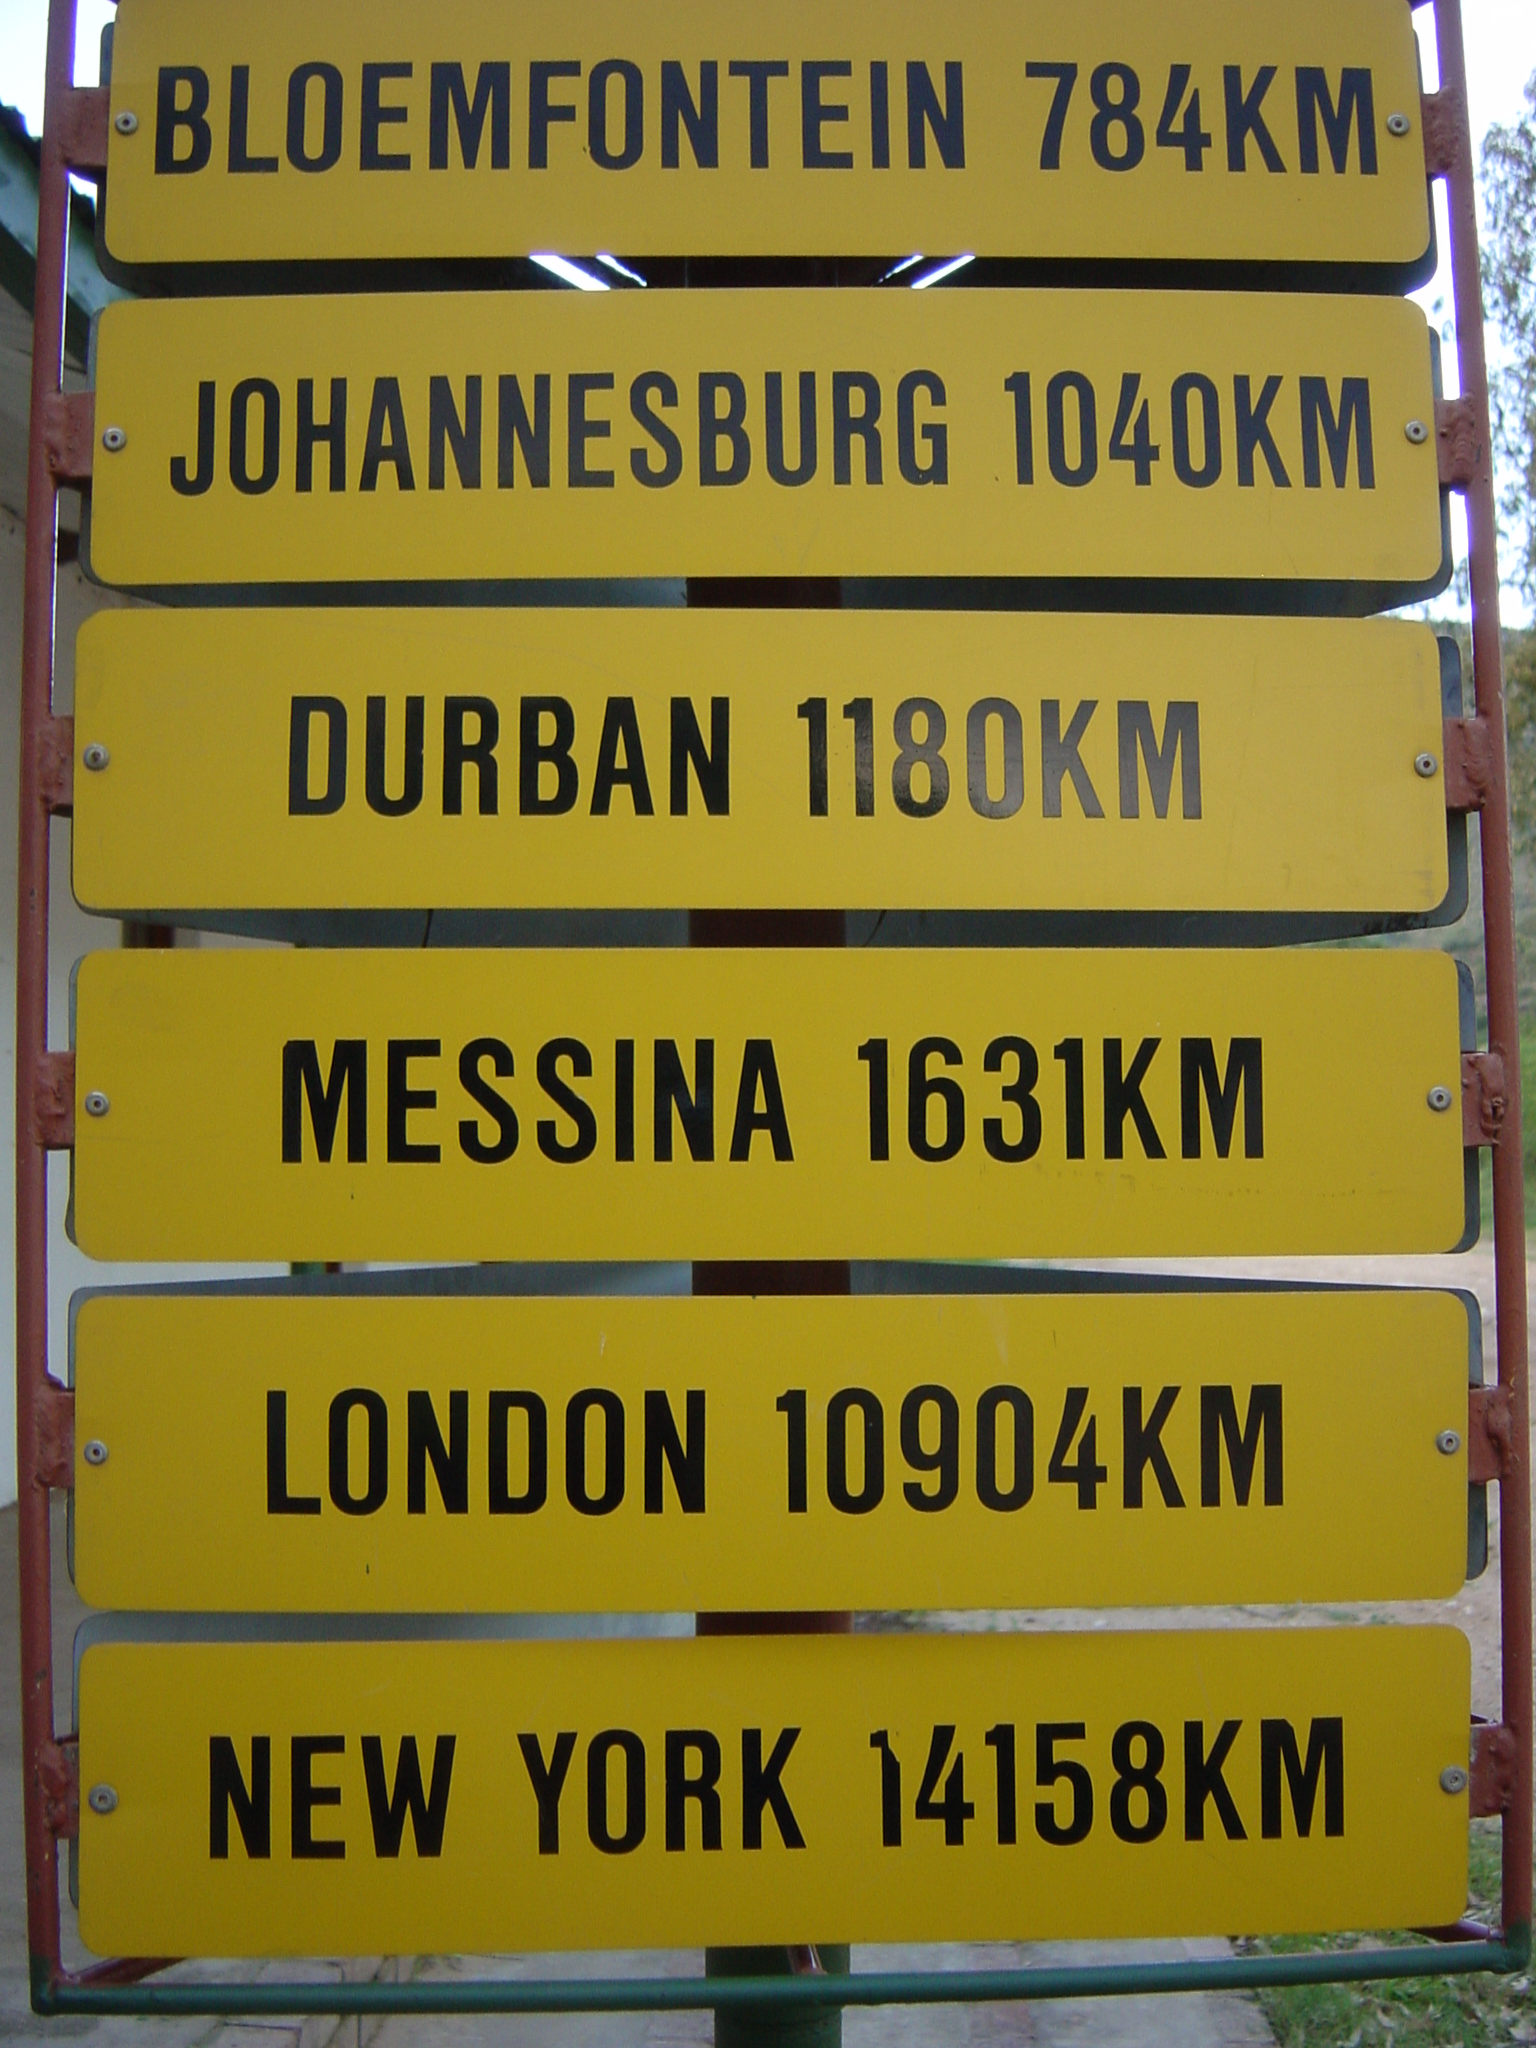 BLOEMFONTEIN 784KM
JOHANNESBURG 1040KM
DURBAN 1180KM
MESSINA 1631KM
LONDON 10904KM
NEW YORK 14158KM